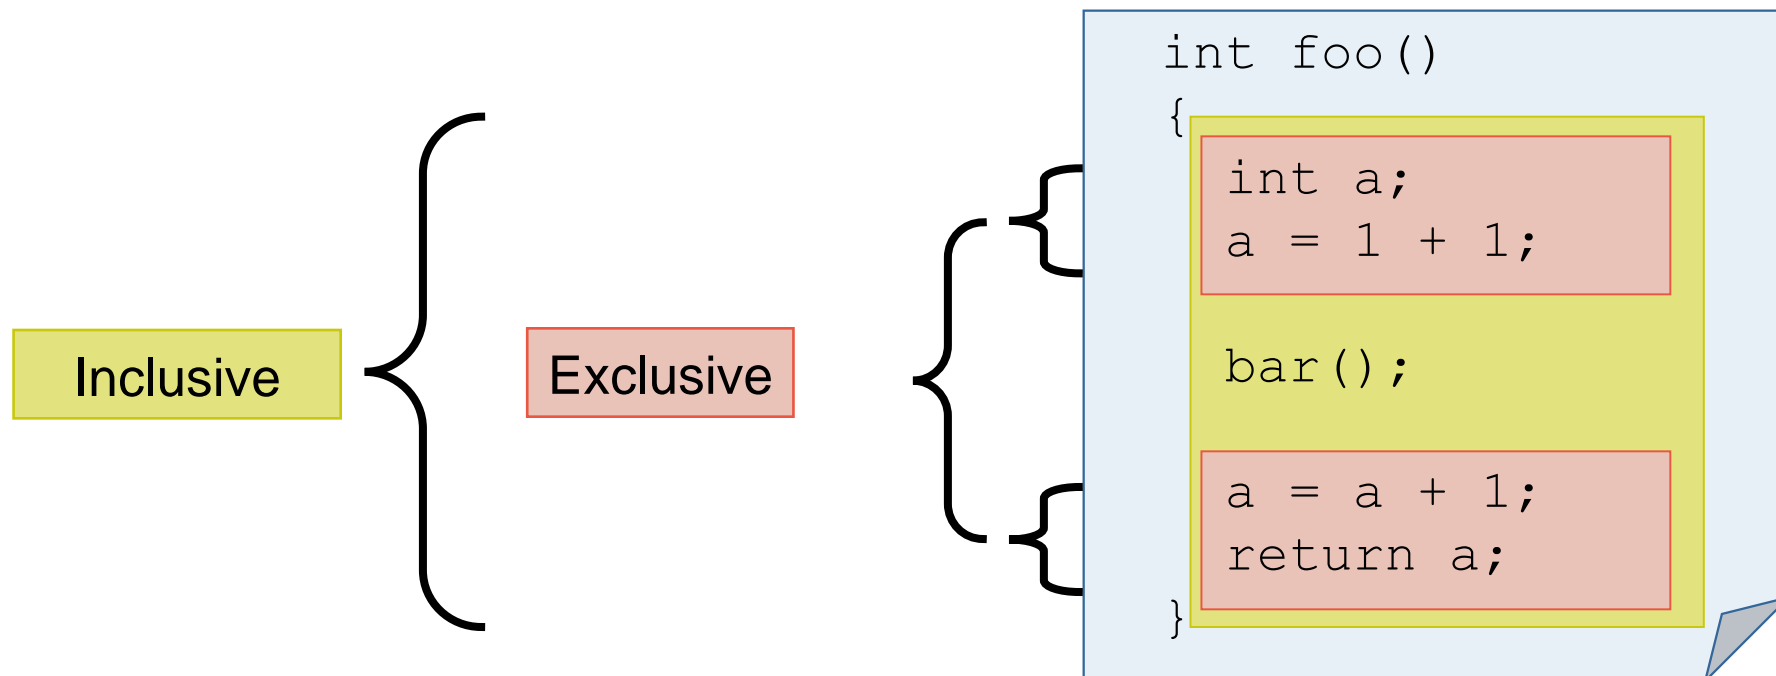 Inclusive
Exclusive
int foo()
{
int a;
a = 1 + 1;
bar();
a = a + 1;
return a;
}